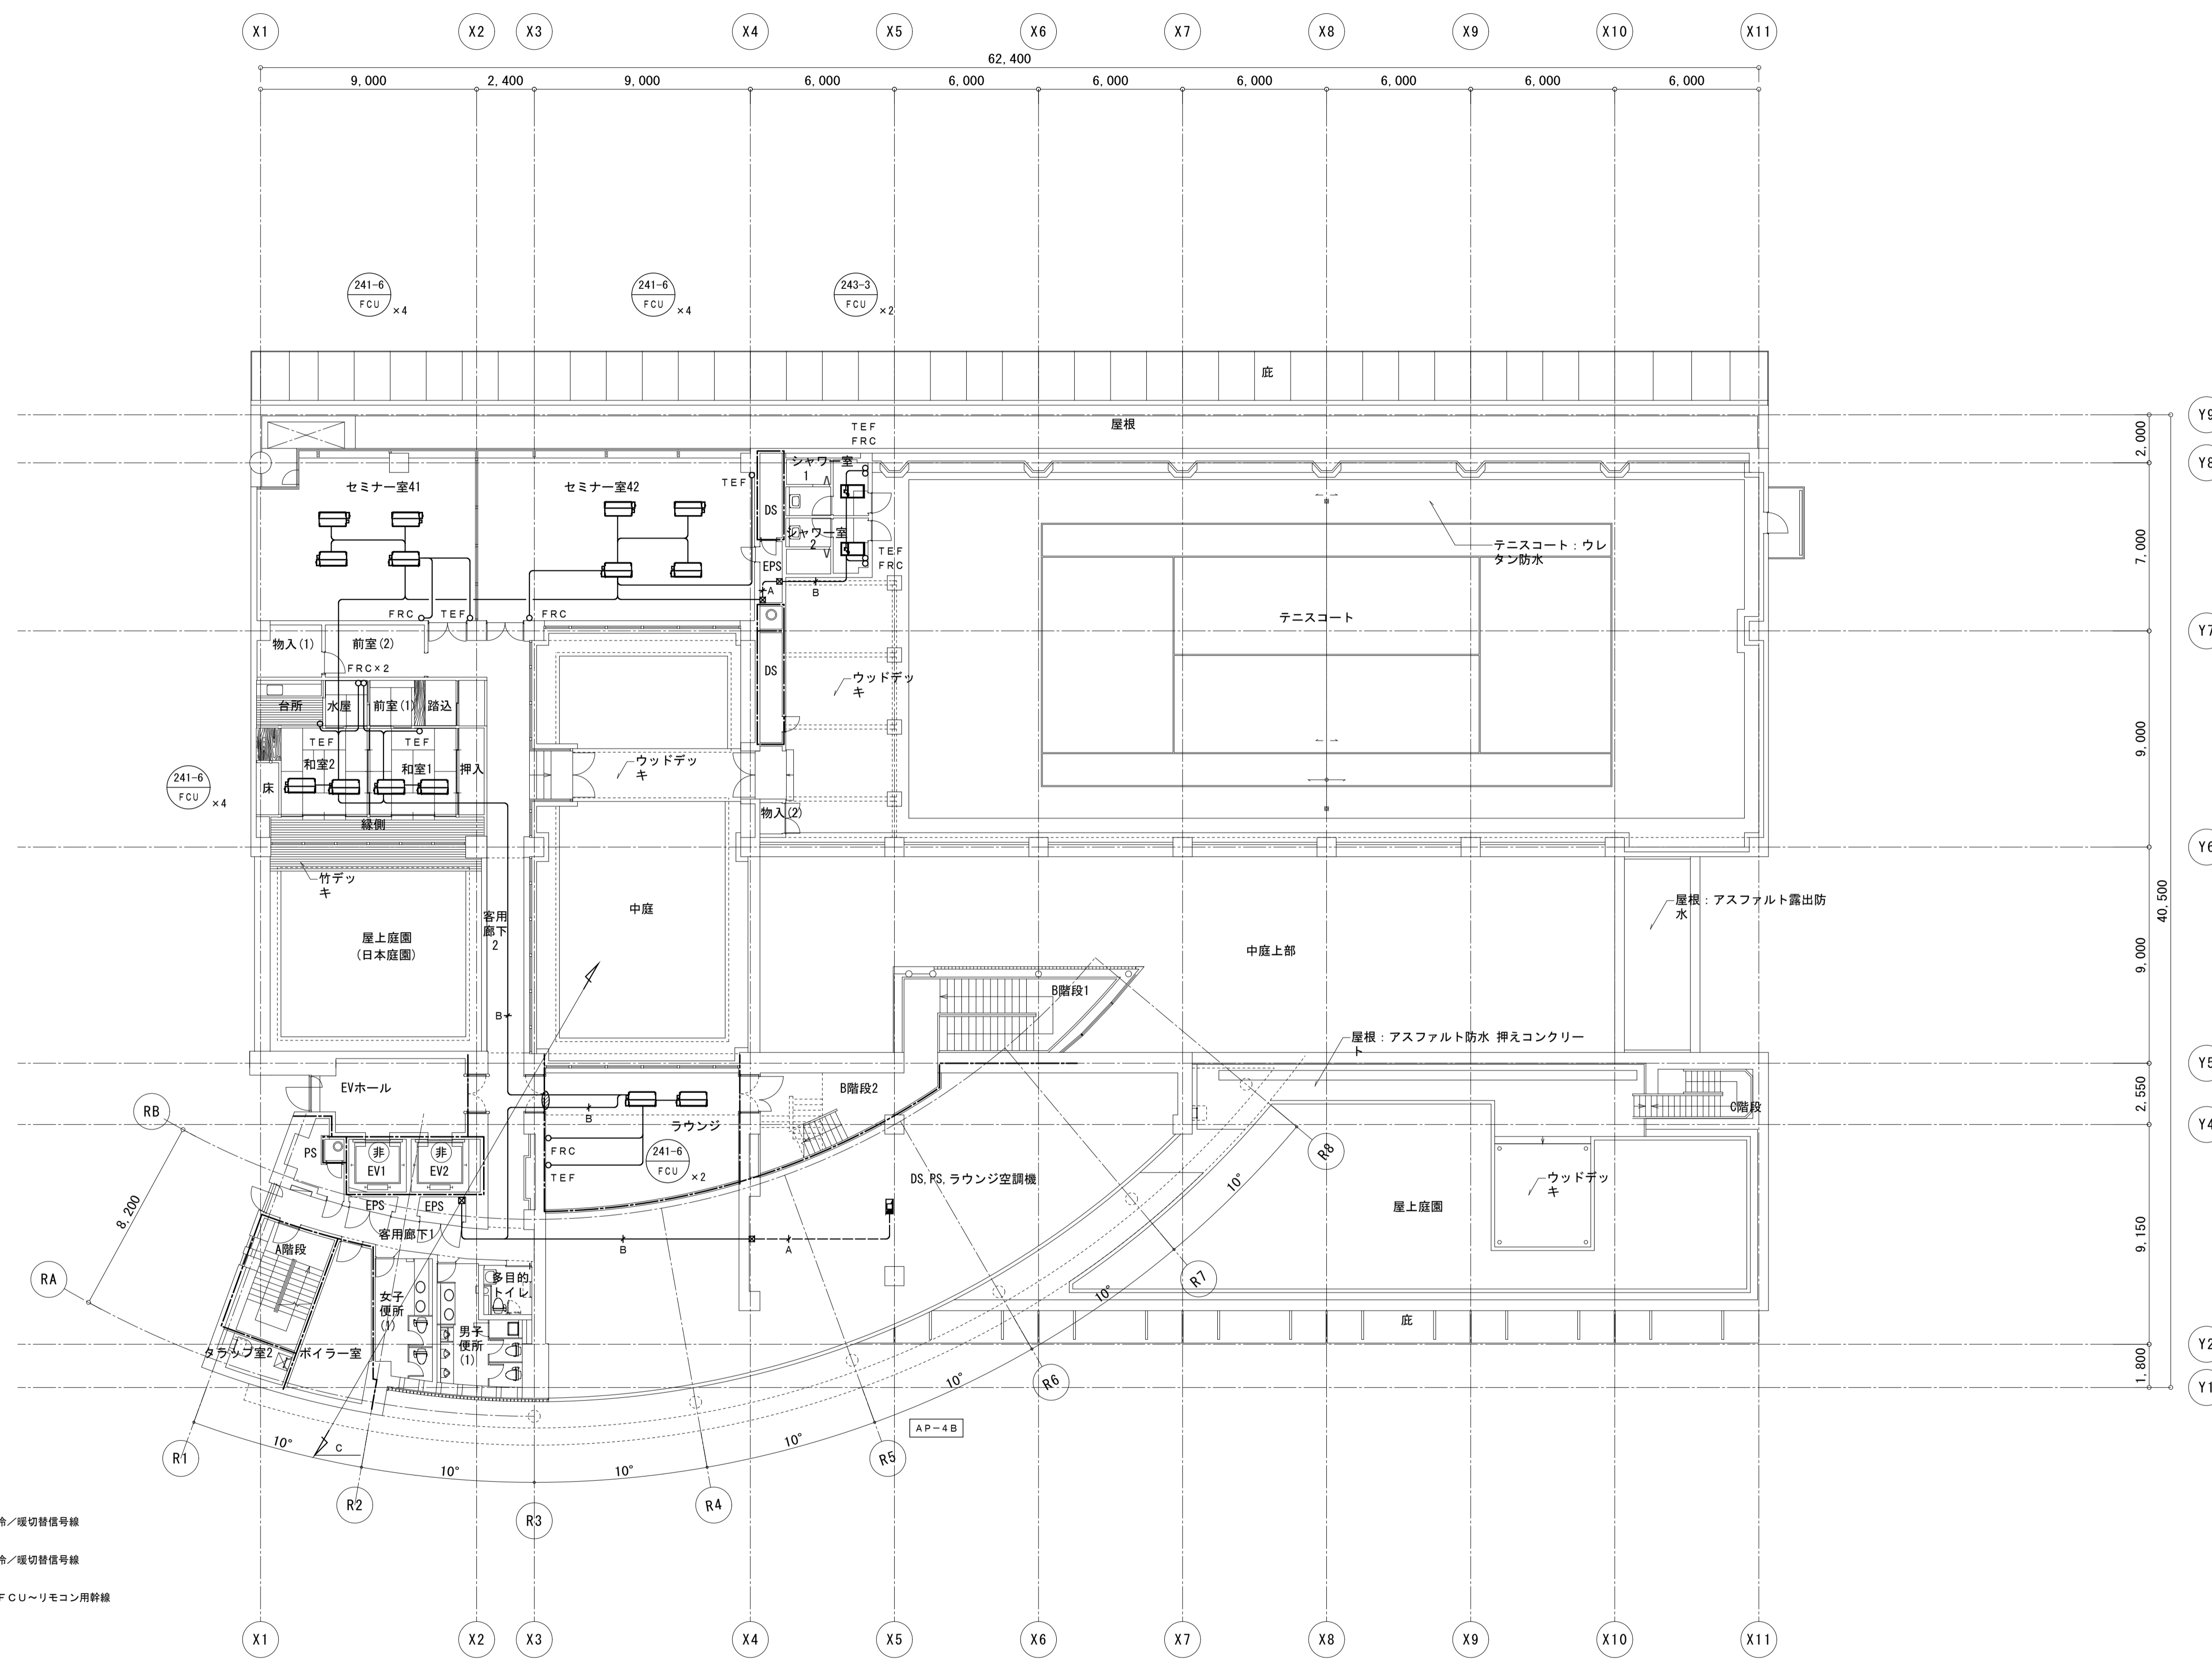 X1
X2
X3
X4
X5
X6
X7
X8
X9
X10
X11
62,400
9,000
2,400
9,000
6,000
6,000
6,000
6,000
6,000
6,000
6,000
241-6
FCU
×4
241-6
FCU
×4
243-3
FCU
×2
庇
Y9
屋根
TEF
FRC
2,000
Y8
シャワー室
1
TEF
セミナー室41
セミナー室42
DS
シャワー室
2
テニスコート：ウレ
タン防水
7,000
TEF
FRC
EPS
A
B
FRC
TEF
FRC
テニスコート
Y7
物入(1)
前室(2)
FRC×2
DS
ウッドデッ
キ
台所
水屋
前室(1)
踏込
TEF
TEF
9,000
和室2
和室1
押入
ウッドデッ
キ
241-6
FCU
×4
床
物入(2)
縁側
Y6
竹デッ
キ
屋根：アスファルト露出防
水
40,500
客用
廊下
2
中庭
屋上庭園
(日本庭園)
中庭上部
9,000
B階段1
B
屋根：アスファルト防水 押えコンクリー
ト
Y5
EVホール
B階段2
2,550
RB
B
C階段
ラウンジ
Y4
PS
非
EV1
非
EV2
FRC
TEF
241-6
FCU
×2
R8
DS,PS,ラウンジ空調機
ウッドデッ
キ
10°
8,200
EPS
EPS
屋上庭園
客用廊下1
A階段
B
A
9,150
RA
多目的
トイレ
R7
女子
便所
(1)
10°
庇
男子
便所
(1)
タラップ室2
ボイラー室
Y2
1,800
R6
10°
Y1
AP-4B
10°
C
R1
10°
10°
10°
R5
R2
R4
R3
冷／暖切替信号線
冷／暖切替信号線
FCU～リモコン用幹線
X1
X2
X3
X4
X5
X6
X7
X8
X9
X10
X11